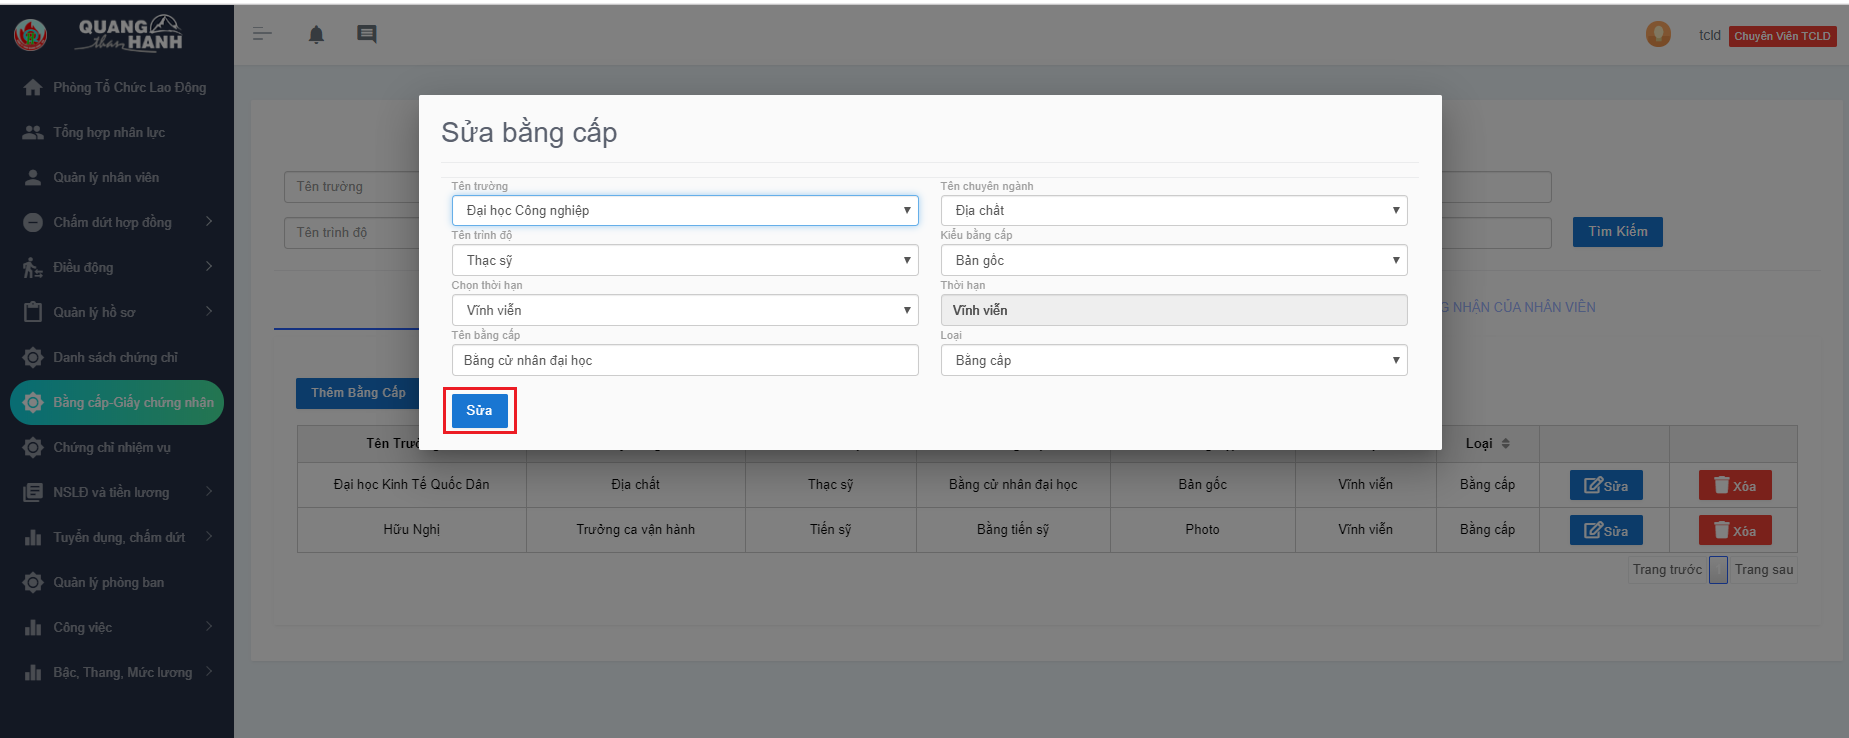 QUANG
than HANH
tcld Chuyên Viên TCLD
Phòng Tổ Chức Lao Động
Tổng hợp nhân lực
Quản lý nhân viên
Chấm dứt hợp đồng
Điều động
Quản lý hồ sơ
Danh sách chứng chỉ
Bằng cấp-Giấy chứng nhận
Chứng chỉ nhiệm vụ
NSLĐ và tiền lương
Tuyển dụng, chấm dứt
Quản lý phòng ban
Công việc
Bậc, Thang, Mức lương
Tên trường
Tên trình độ
Tìm Kiếm
NHẬN CỦA NHÂN VIÊN
Thêm Bằng Cấp
Sửa bằng cấp
Tên trường Tên chuyên ngành
Đại học Công nghiệp Địa chất
Tên trình độ Kiểu bằng cấp
Thạc sỹ Bản gốc
Chọn thời hạn Thời hạn
Vĩnh viễn Vĩnh viễn
Tên bằng cấp Loại
Bằng cử nhân đại học Bằng cấp
Sửa
Tên Loại
Đại học Kinh Tế Quốc Dân Địa chất Thạc sỹ Bằng cử nhân đại học Bản gốc Vĩnh viễn Bằng cấp Sửa Xóa
Hữu Nghị Trưởng ca vận hành Tiến sỹ Bằng tiến sỹ Photo Vĩnh viễn Bằng cấp Sửa Xóa
Trang trước Trang sau